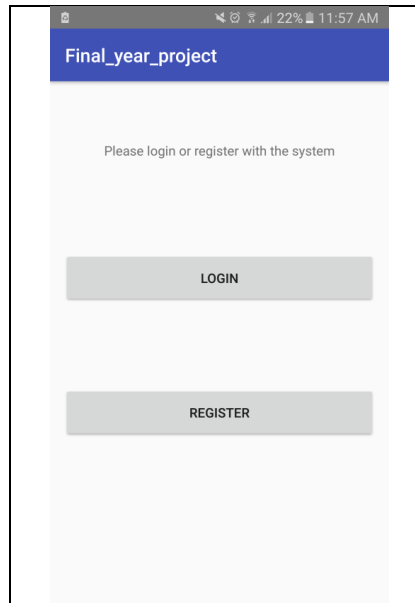 22% 11:57 AM
Final_year_project
Please login or register with the system
LOGIN
REGISTER